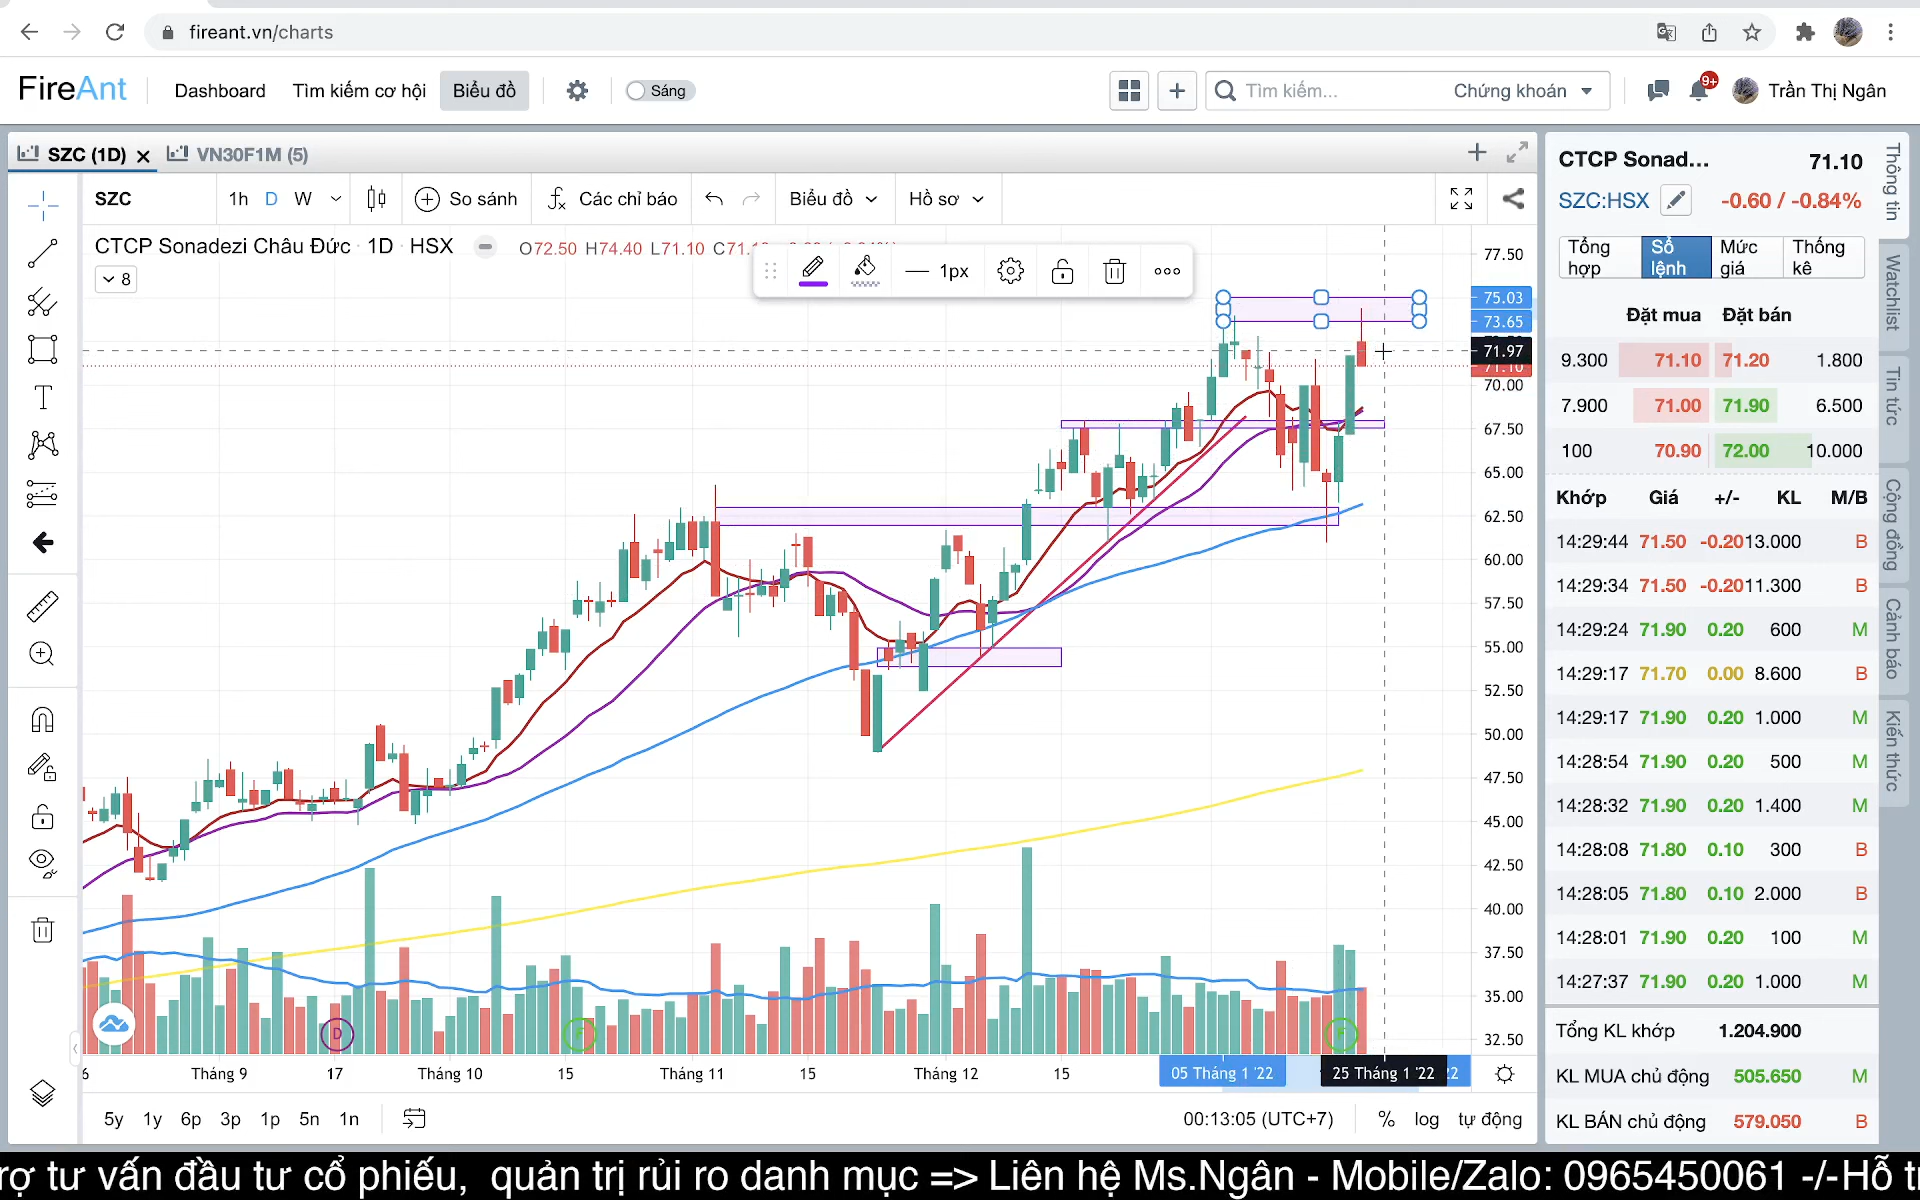 fireant.vn/charts
FireAnt Dashboard Tìm kiếm cơ hội Biểu đồ Sáng Tìm kiếm... Chứng khoán 9+ Trần Thị Ngân
SZC (1D) VN30F1M (5)
SZC 1h D W So sánh Các chỉ báo Biểu đồ Hồ sơ
CTCP Sonadezi Châu Đức 1D HSX O72.50 H74.40 L71.10
8
1px
77.50
75.03
73.65
71.97
71.10
70.00
67.50
65.00
62.50
60.00
57.50
55.00
52.50
50.00
47.50
45.00
42.50
40.00
37.50
35.00
32.50
D F F
6 Tháng 9 17 Tháng 10 15 Tháng 11 15 Tháng 12 15 05 Tháng 1 '22 25 Tháng 1 '22
5y 1y 6p 3p 1p 5n 1n 00:13:05 (UTC+7) % log tự động
CTCP Sonad... 71.10
SZC:HSX -0.60 / -0.84%
Tổng hợp Sổ lệnh Mức giá Thống kê
Đặt mua Đặt bán
9.300 71.10 71.20 1.800
7.900 71.00 71.90 6.500
100 70.90 72.00 10.000
Khớp Giá +/- KL M/B
14:29:44 71.50 -0.20 13.000 B
14:29:34 71.50 -0.20 11.300 B
14:29:24 71.90 0.20 600 M
14:29:17 71.70 0.00 8.600 B
14:29:17 71.90 0.20 1.000 M
14:28:54 71.90 0.20 500 M
14:28:32 71.90 0.20 1.400 M
14:28:08 71.80 0.10 300 B
14:28:05 71.80 0.10 2.000 B
14:28:01 71.90 0.20 100 M
14:27:37 71.90 0.20 1.000 M
Tổng KL khớp 1.204.900
KL MUA chủ động 505.650 M
KL BÁN chủ động 579.050 B
Thông tin
Watchlist
Tin tức
Cộng đồng
Cảnh báo
Kiến thức
rợ tư vấn đầu tư cổ phiếu, quản trị rủi ro danh mục => Liên hệ Ms.Ngân - Mobile/Zalo: 0965450061 -/-Hỗ t